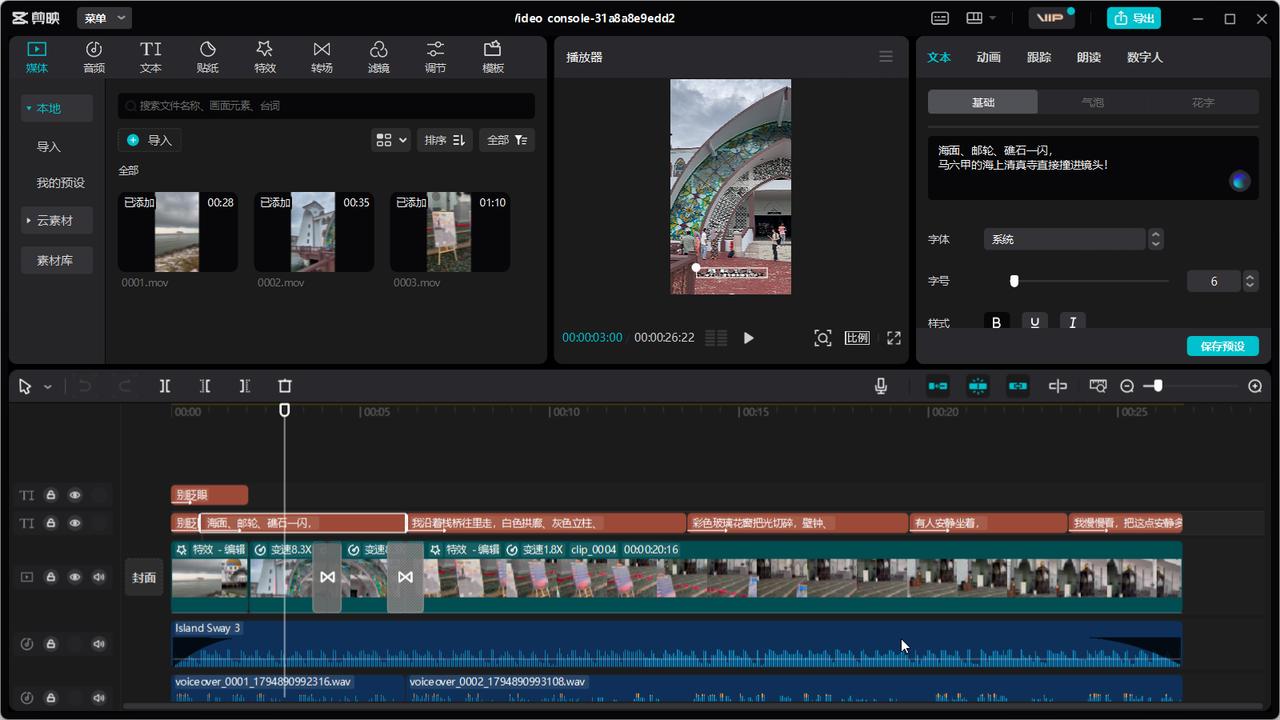 剪映
菜单
/ideo console-31a8a8e9edd2
VIP
导出
媒体
音频
文本
贴纸
特效
转场
滤镜
调节
模板
本地
导入
我的预设
云素材
素材库
搜索文件名称、画面元素、台词
导入
排序
全部
全部
已添加 00:28
已添加 00:35
已添加 01:10
0001.mov
0002.mov
0003.mov
播放器
00:00:03:00 00:00:26:22
比例
文本
动画
跟踪
朗读
数字人
基础
气泡
花字
海面、邮轮、礁石一闪，
马六甲的海上清真寺直接撞进镜头！
字体
系统
字号
6
样式
B U I
保存预设
00:00
00:05
00:10
00:15
00:20
00:25
TI
别眨眼
TI
别眨
海面、邮轮、礁石一闪，
我沿着栈桥往里走，白色拱廊、灰色立柱、
彩色玻璃花窗把光切碎，壁钟、
有人安静坐着，
我慢慢看，把这点安静多
封面
特效 - 编辑
变速8.3X
变速
特效 - 编辑
变速1.8X clip_0004 00:00:20:16
Island Sway 3
voiceover_0001_1794890992316.wav
voiceover_0002_1794890993108.wav